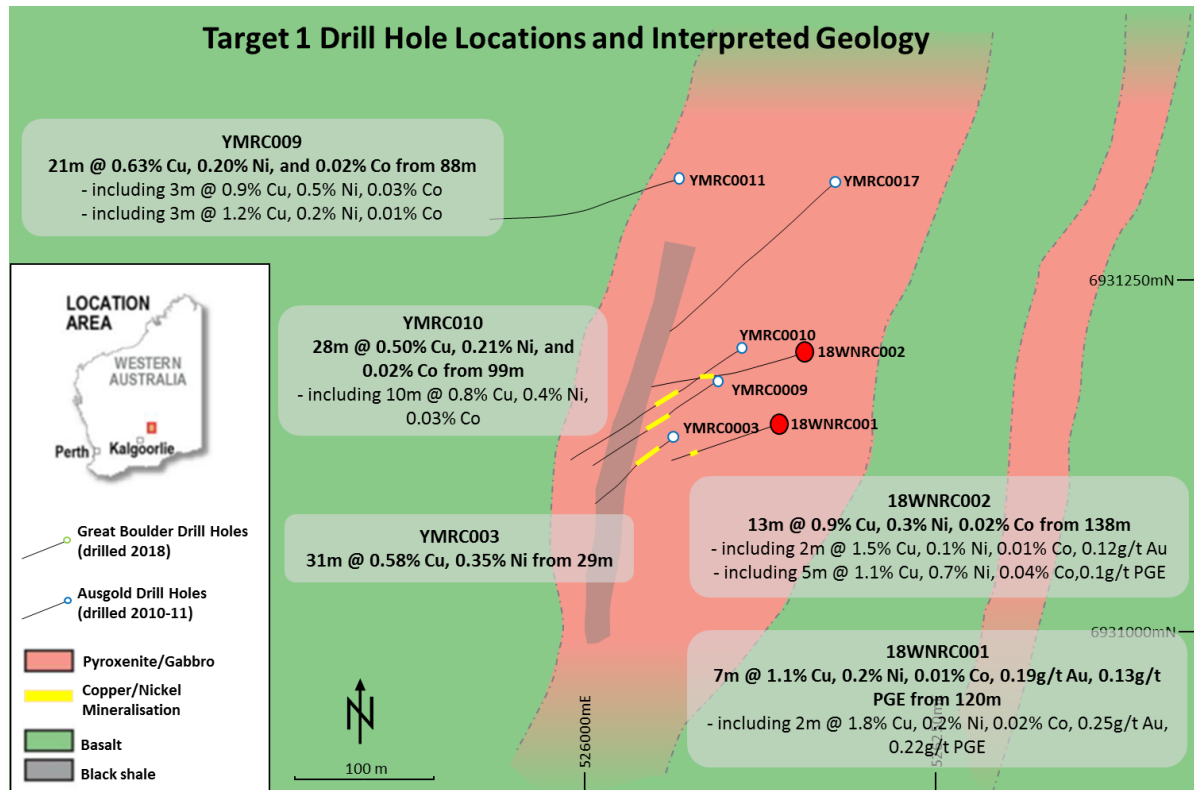 Target 1 Drill Hole Locations and Interpreted Geology
YMRC009
21m @ 0.63% Cu, 0.20% Ni, and 0.02% Co from 88m
- including 3m @ 0.9% Cu, 0.5% Ni, 0.03% Co
- including 3m @ 1.2% Cu, 0.2% Ni, 0.01% Co
YMRC0011
YMRC0017
6931250mN
LOCATION
AREA
WESTERN
AUSTRALIA
Perth
Kalgoorlie
YMRC010
28m @ 0.50% Cu, 0.21% Ni, and
0.02% Co from 99m
- including 10m @ 0.8% Cu, 0.4% Ni,
0.03% Co
YMRC0010
18WNRC002
YMRC0009
YMRC0003
18WNRC001
YMRC003
31m @ 0.58% Cu, 0.35% Ni from 29m
18WNRC002
13m @ 0.9% Cu, 0.3% Ni, 0.02% Co from 138m
- including 2m @ 1.5% Cu, 0.1% Ni, 0.01% Co, 0.12g/t Au
- including 5m @ 1.1% Cu, 0.7% Ni, 0.04% Co,0.1g/t PGE
6931000mN
18WNRC001
7m @ 1.1% Cu, 0.2% Ni, 0.01% Co, 0.19g/t Au, 0.13g/t
PGE from 120m
- including 2m @ 1.8% Cu, 0.2% Ni, 0.02% Co, 0.25g/t Au,
0.22g/t PGE
Great Boulder Drill Holes
(drilled 2018)
Ausgold Drill Holes
(drilled 2010-11)
Pyroxenite/Gabbro
Copper/Nickel
Mineralisation
Basalt
Black shale
N
100 m
526000mE